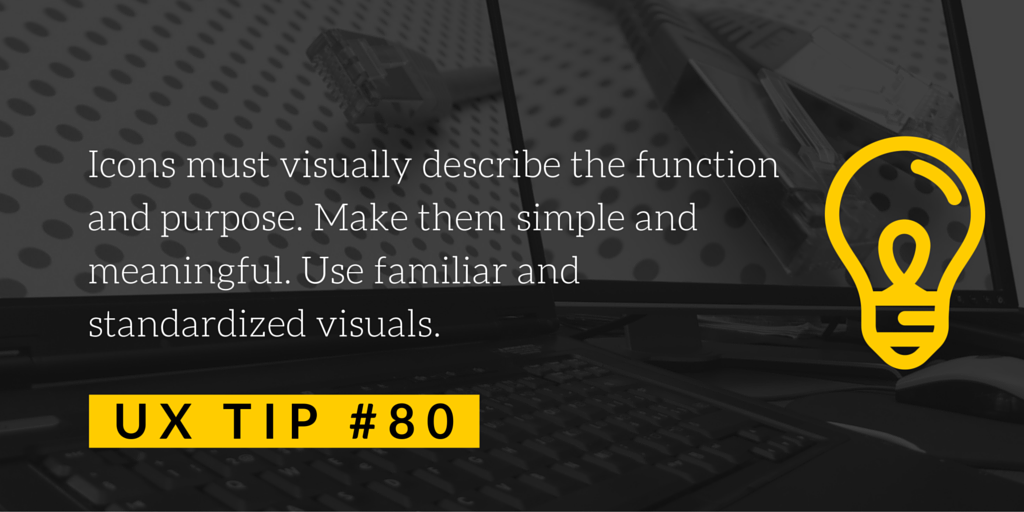 Icons must visually describe the function
and purpose. Make them simple and
meaningful. Use familiar and
standardized visuals.
UX TIP #80